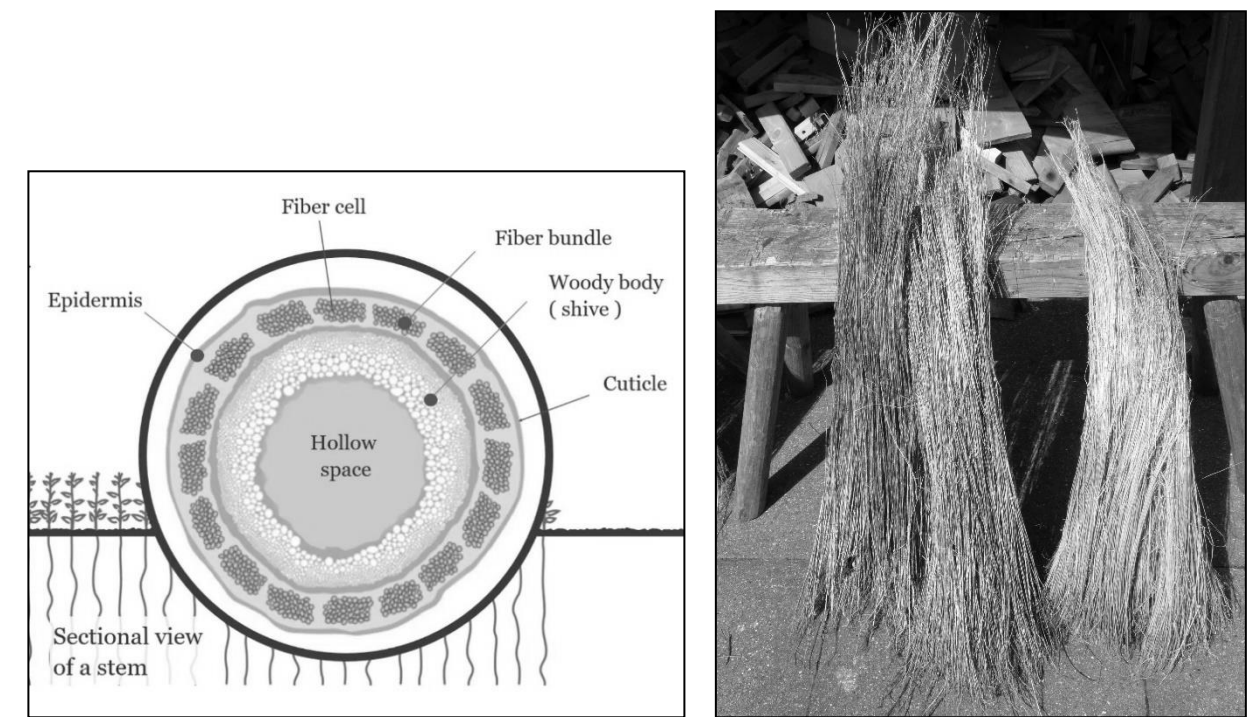 Fiber cell
Fiber bundle
Woody body
( shive )
Epidermis
Cuticle
Hollow
space
Sectional view
of a stem